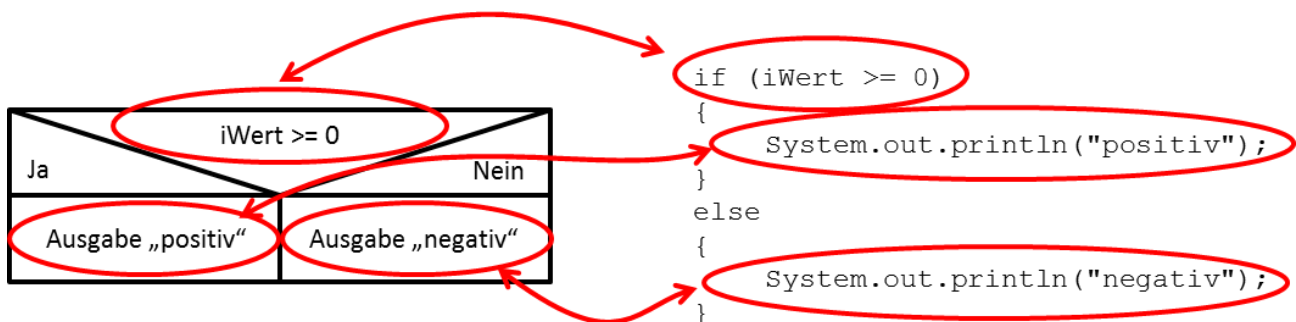 iWert >= 0
Ja
Nein
Ausgabe „positiv“
Ausgabe „negativ“
if (iWert >= 0)
{
System.out.println("positiv");
}
else
{
System.out.println("negativ");
}